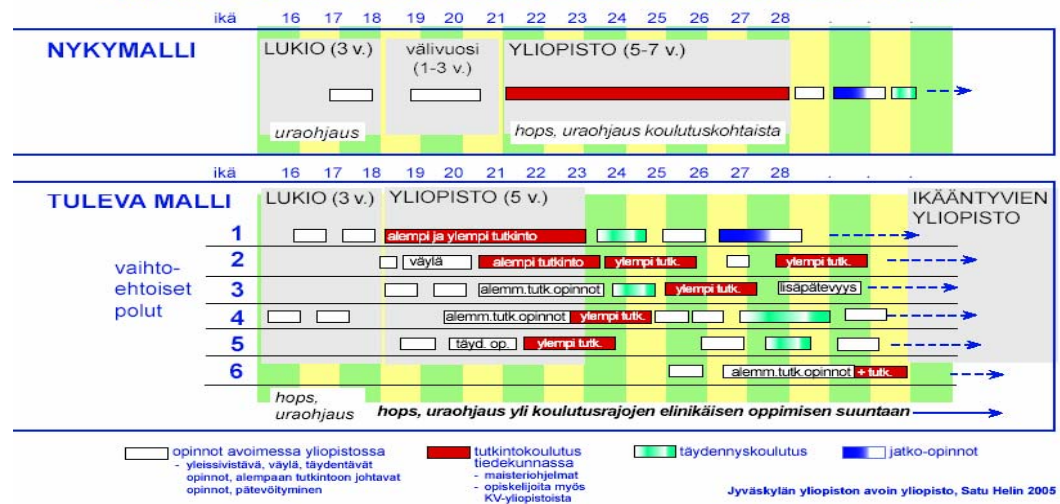 ikä 16 17 18 19 20 21 22 23 24 25 26 27 28 . . .
NYKYMALLI
LUKIO (3 v.)
välivuosi
(1-3 v.)
YLIOPISTO (5-7 v.)
uraohjaus
hops, uraohjaus koulutuskohtaista
ikä 16 17 18 19 20 21 22 23 24 25 26 27 28 . . .
TULEVA MALLI
LUKIO (3 v.)
YLIOPISTO (5 v.)
IKÄÄNTYVIEN
YLIOPISTO
vaihto-
ehtoiset
polut
1 alempi ja ylempi tutkinto
2 väylä alempi tutkinto ylempi tutk. ylempi tutk.
3 alemm.tutk.opinnot ylempi tutk. lisäpätevyys
4 alemm.tutk.opinnot ylempi tutk.
5 täyd. op. ylempi tutk.
6 alemm.tutk.opinnot + tutk.
hops,
uraohjaus
hops, uraohjaus yli koulutusrajojen elinikäisen oppimisen suuntaan
opinnot avoimessa yliopistossa
- yleissivistävä, väylä, täydentävät
opinnot, alempaan tutkintoon johtavat
opinnot, pätevöityminen
tutkintokoulutus
tiedekunnassa
- maisteriohjelmat
- opiskelijoita myös
KV-yliopistoista
täydennyskoulutus
jatko-opinnot
Jyväskylän yliopiston avoin yliopisto, Satu Helin 2005